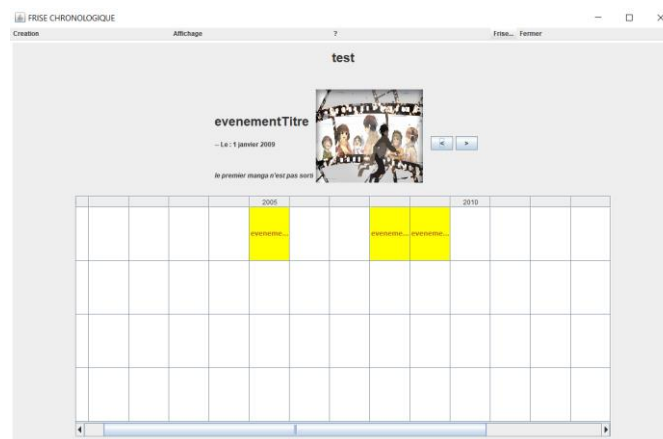 FRISE CHRONOLOGIQUE
Creation Affichage ? Frise... Fermer
test
evenementTitre
-- Le : 1 janvier 2009
< >
le premier manga n'est pas sorti
2005 2010
eveneme... eveneme... eveneme...